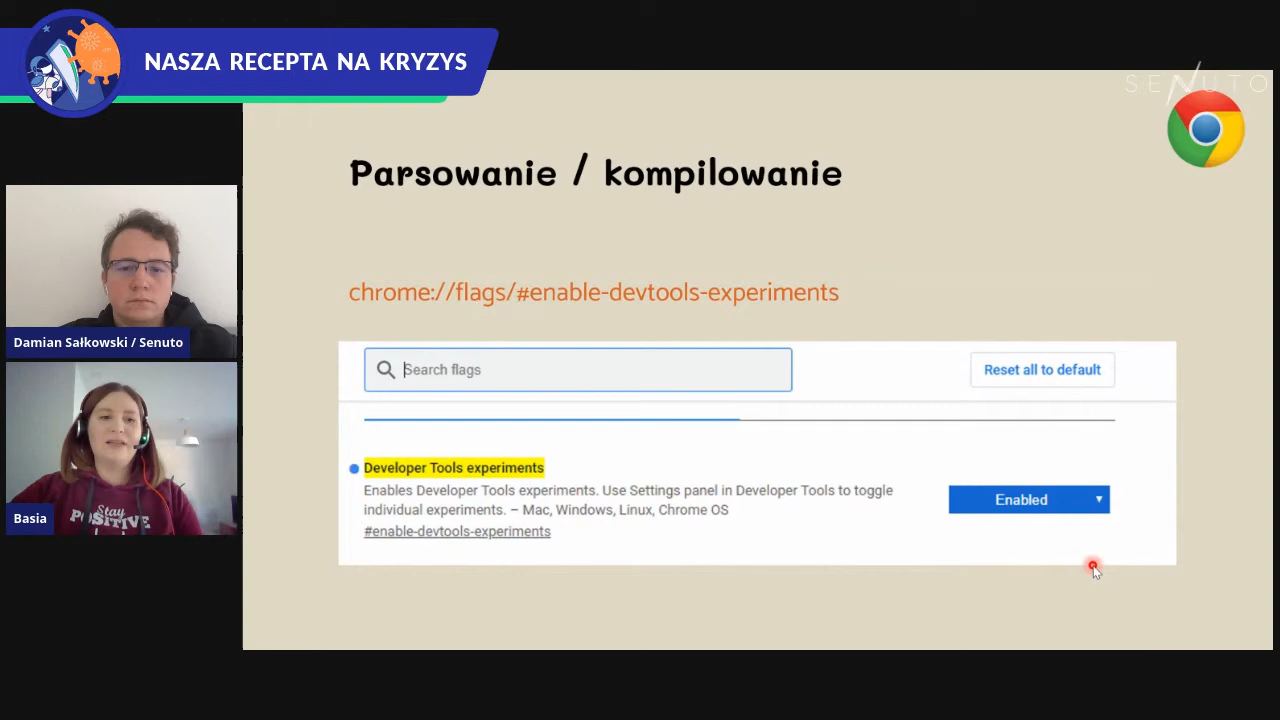 NASZA RECEPTA NA KRYZYS
SENUTO
Parsowanie / kompilowanie
chrome://flags/#enable-devtools-experiments
Search flags
Reset all to default
Developer Tools experiments
Enables Developer Tools experiments. Use Settings panel in Developer Tools to toggle
individual experiments. – Mac, Windows, Linux, Chrome OS
#enable-devtools-experiments
Enabled
Damian Sałkowski / Senuto
Stay
POSITIVE
Basia